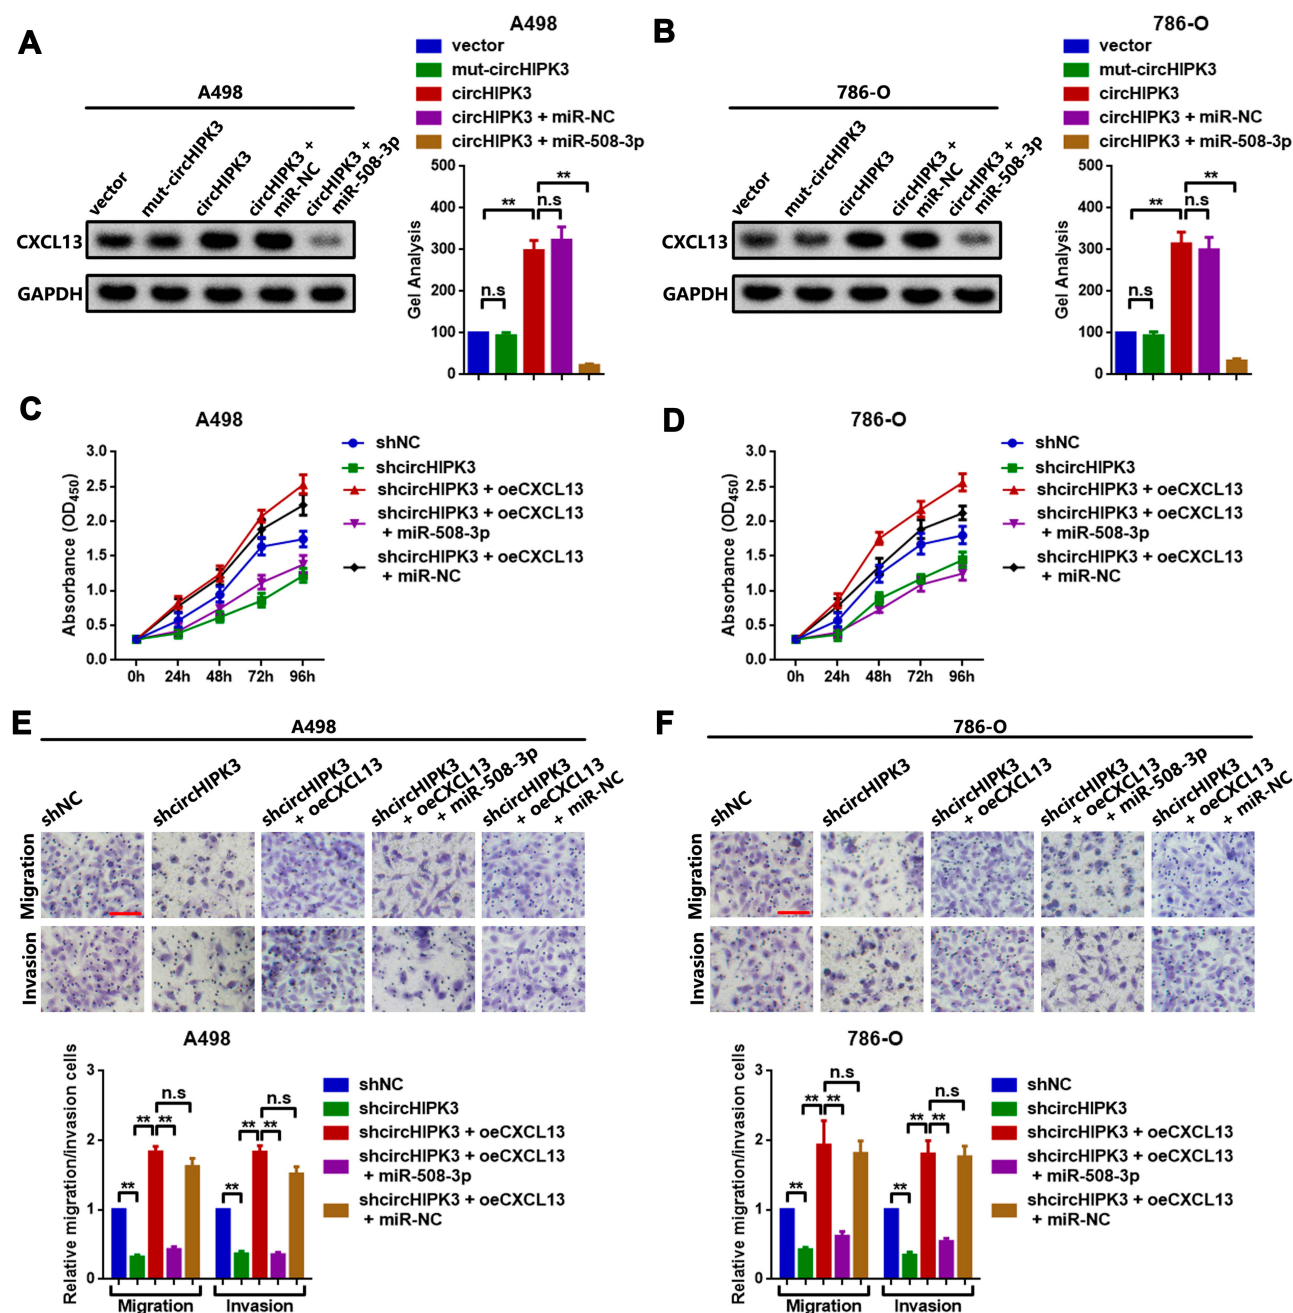 A
A498
vector
mut-circHIPK3
circHIPK3
circHIPK3 +
miR-NC
circHIPK3 +
miR-508-3p
CXCL13
GAPDH
A498
vector
mut-circHIPK3
circHIPK3
circHIPK3 + miR-NC
circHIPK3 + miR-508-3p
Gel Analysis
500
400
300
200
100
0
n.s
**
n.s
**
B
786-O
vector
mut-circHIPK3
circHIPK3
circHIPK3 +
miR-NC
circHIPK3 +
miR-508-3p
CXCL13
GAPDH
786-O
vector
mut-circHIPK3
circHIPK3
circHIPK3 + miR-NC
circHIPK3 + miR-508-3p
Gel Analysis
500
400
300
200
100
0
n.s
**
n.s
**
C
A498
Absorbance (OD450)
3.0
2.5
2.0
1.5
1.0
0.5
0.0
0h 24h 48h 72h 96h
shNC
shcircHIPK3
shcircHIPK3 + oeCXCL13
shcircHIPK3 + oeCXCL13
+ miR-508-3p
shcircHIPK3 + oeCXCL13
+ miR-NC
D
786-O
Absorbance (OD450)
3.0
2.5
2.0
1.5
1.0
0.5
0.0
0h 24h 48h 72h 96h
shNC
shcircHIPK3
shcircHIPK3 + oeCXCL13
shcircHIPK3 + oeCXCL13
+ miR-508-3p
shcircHIPK3 + oeCXCL13
+ miR-NC
E
A498
shNC
shcircHIPK3
shcircHIPK3
+ oeCXCL13
shcircHIPK3
+ oeCXCL13
+ miR-508-3p
shcircHIPK3
+ oeCXCL13
+ miR-NC
Migration
Invasion
A498
Relative migration/invasion cells
3
2
1
0
**
**
**
n.s
**
**
**
n.s
Migration Invasion
shNC
shcircHIPK3
shcircHIPK3 + oeCXCL13
shcircHIPK3 + oeCXCL13
+ miR-508-3p
shcircHIPK3 + oeCXCL13
+ miR-NC
F
786-O
shNC
shcircHIPK3
shcircHIPK3
+ oeCXCL13
shcircHIPK3
+ oeCXCL13
+ miR-508-3p
shcircHIPK3
+ oeCXCL13
+ miR-NC
Migration
Invasion
786-O
Relative migration/invasion cells
3
2
1
0
**
**
**
n.s
**
**
**
n.s
Migration Invasion
shNC
shcircHIPK3
shcircHIPK3 + oeCXCL13
shcircHIPK3 + oeCXCL13
+ miR-508-3p
shcircHIPK3 + oeCXCL13
+ miR-NC